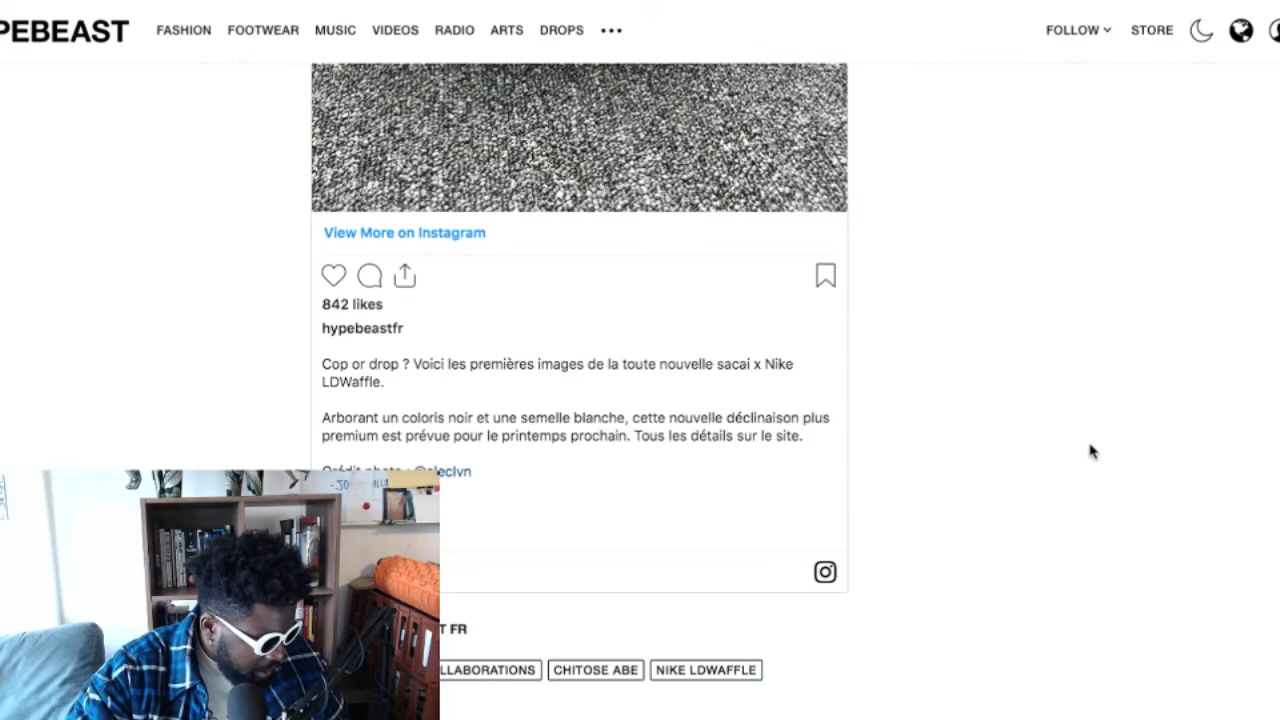 PEBEAST
FASHION FOOTWEAR MUSIC VIDEOS RADIO ARTS DROPS •••
FOLLOW STORE
View More on Instagram
842 likes
hypebeastfr
Cop or drop ? Voici les premières images de la toute nouvelle sacai x Nike
LDWaffle.
Arborant un coloris noir et une semelle blanche, cette nouvelle déclinaison plus
premium est prévue pour le printemps prochain. Tous les détails sur le site.
Crédit photo :
T FR
LLABORATIONS CHITOSE ABE NIKE LDWAFFLE